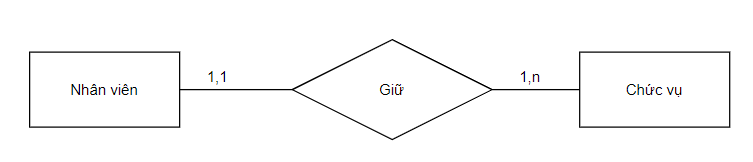 Nhân viên
1,1
Giữ
1,n
Chức vụ